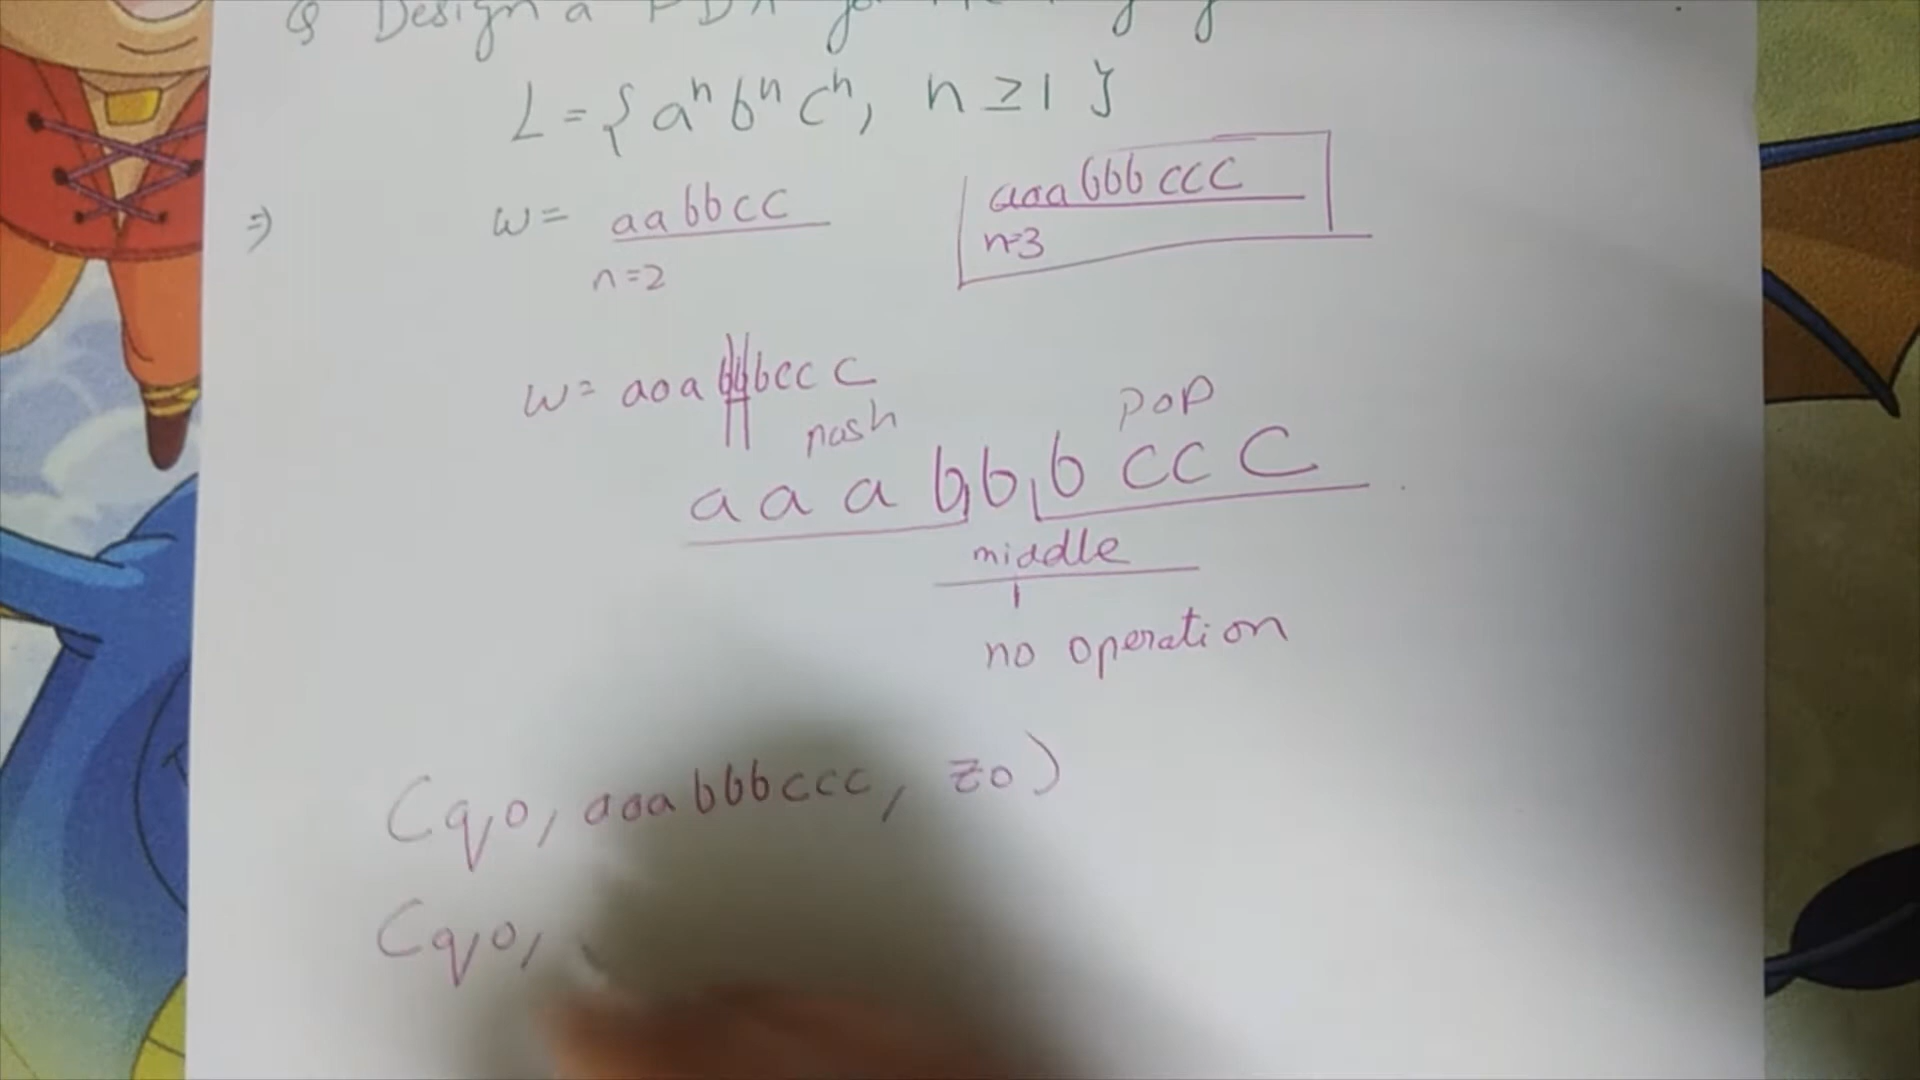 Q Design a PDA
L = { aⁿ bⁿ cⁿ, n ≥ 1 }
⇒ w = aabbcc aaabbbccc
n=2 n=3
w = aaabbbccc
push pop
a a a b, b, b c c c
middle
no operation
(q0, aaabbbccc, z0)
(q0,